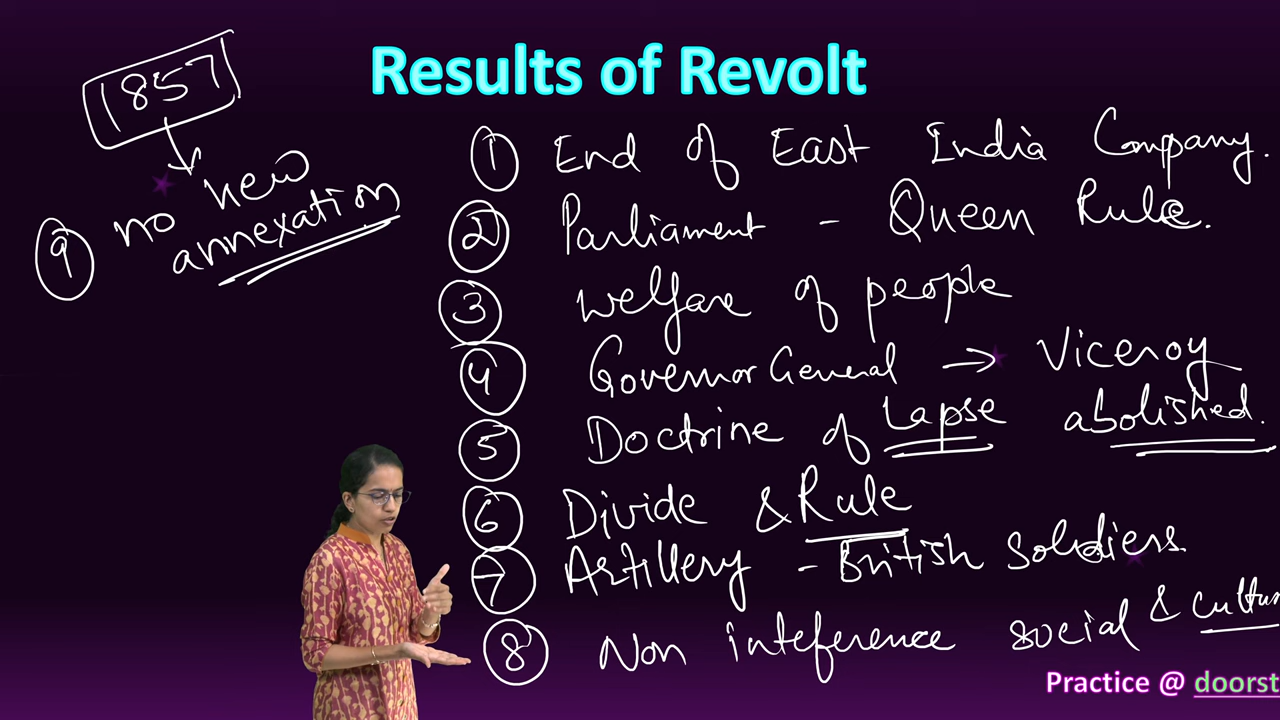 Results of Revolt
1857
no new
9 annexation
1 End of East India Company.
2 Parliament - Queen Rule.
3 Welfare of people
4 Governor General → Viceroy
5 Doctrine of Lapse abolished.
6 Divide & Rule
7 Artillery - British soldiers.
8 Non inteference social & cultur
Practice @ doorst